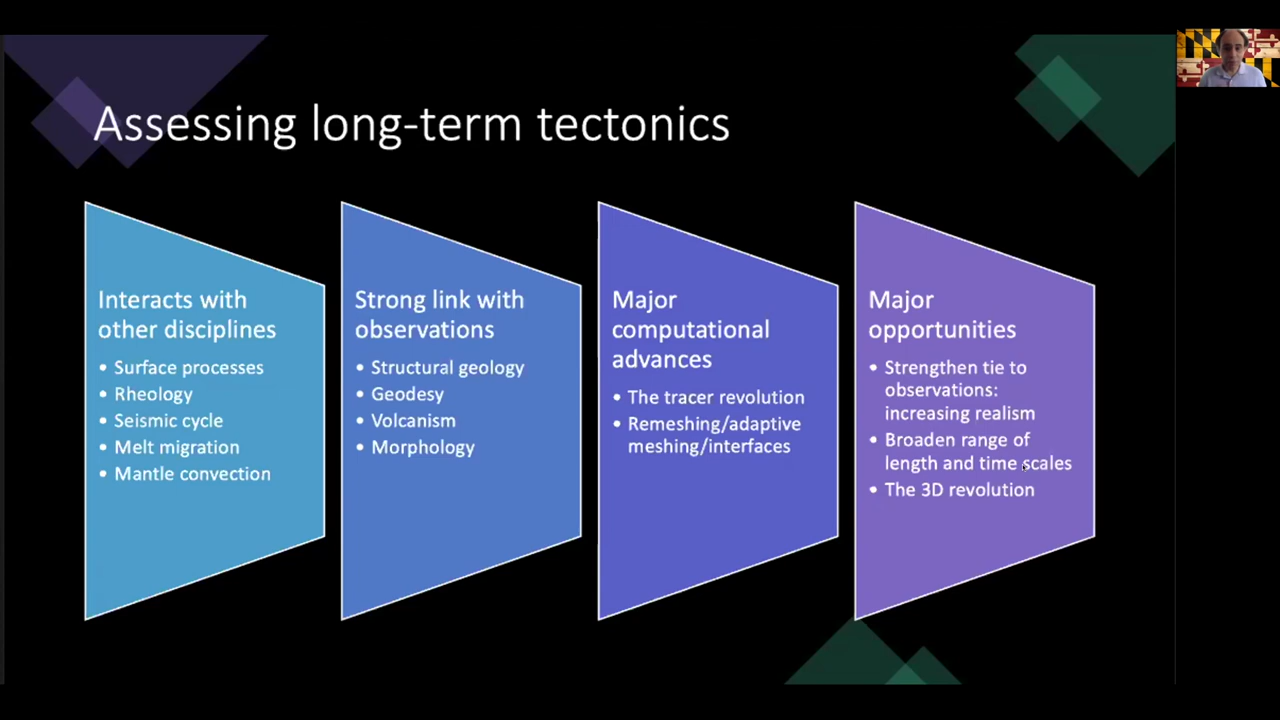 Assessing long-term tectonics
Interacts with
other disciplines
• Surface processes
• Rheology
• Seismic cycle
• Melt migration
• Mantle convection
Strong link with
observations
• Structural geology
• Geodesy
• Volcanism
• Morphology
Major
computational
advances
• The tracer revolution
• Remeshing/adaptive
meshing/interfaces
Major
opportunities
• Strengthen tie to
observations:
increasing realism
• Broaden range of
length and time scales
• The 3D revolution